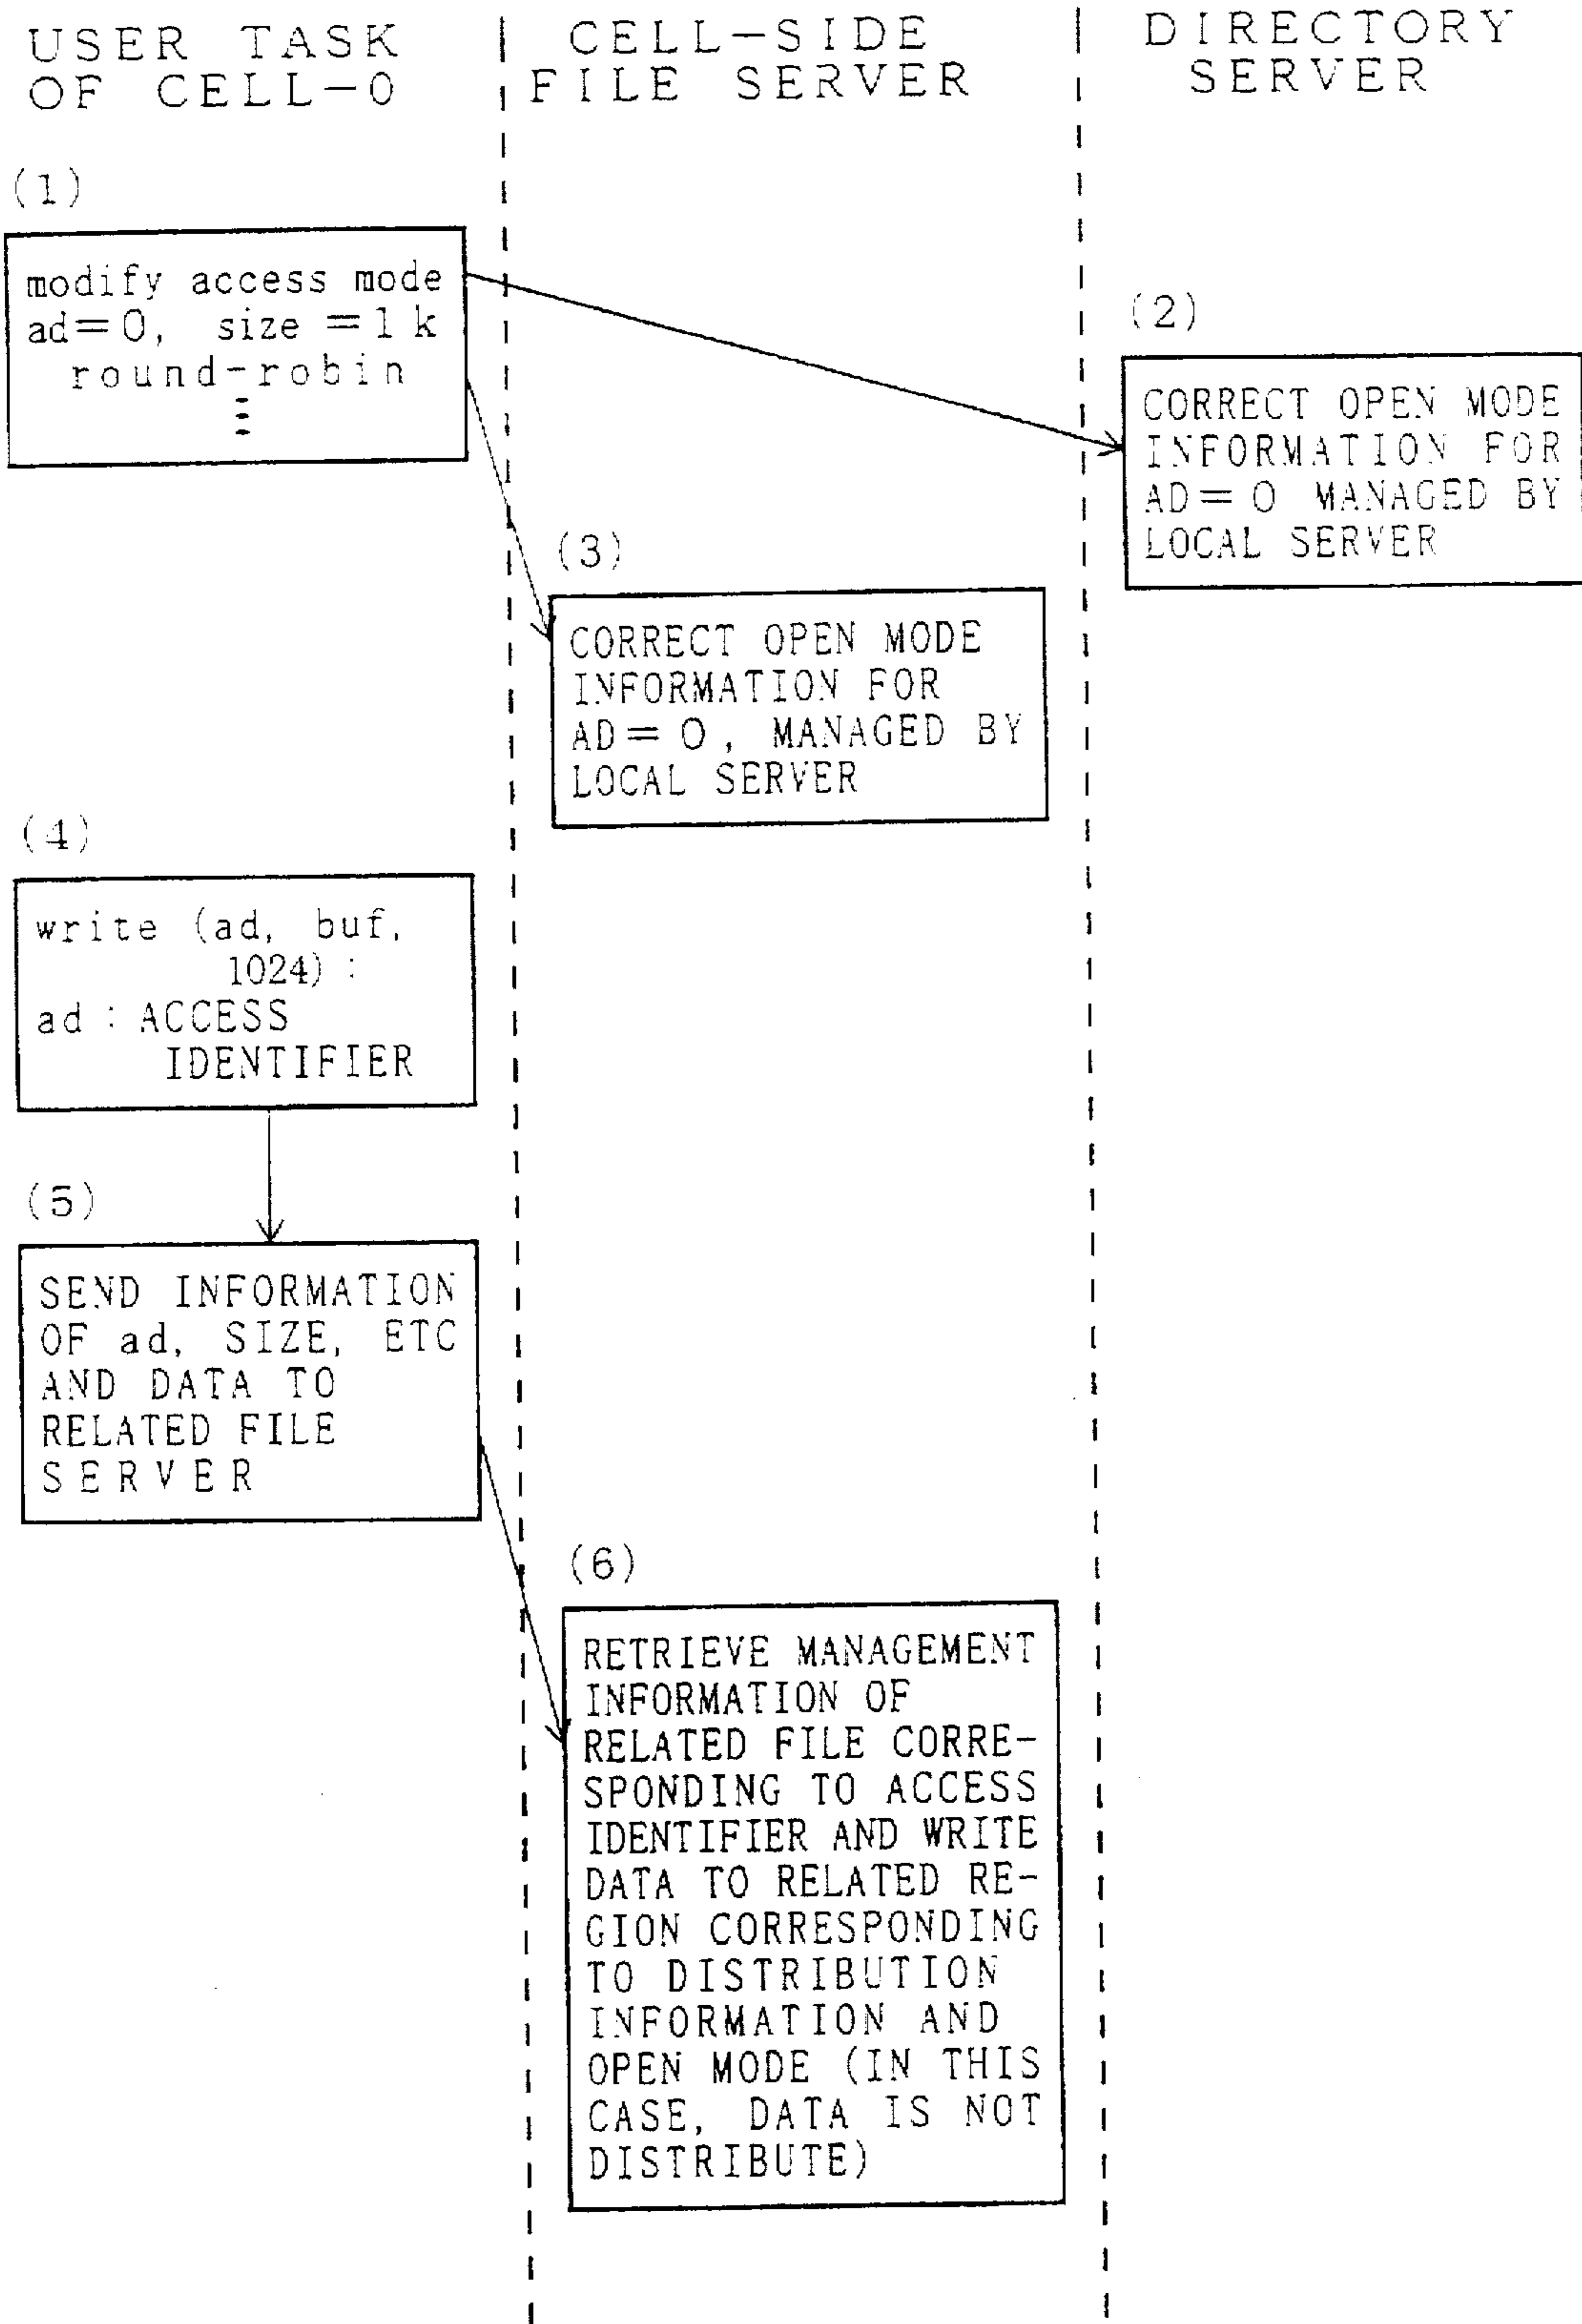 USER TASK
OF CELL-0
CELL-SIDE
FILE SERVER
DIRECTORY
SERVER
(1)
modify access mode
ad=0, size=1k
round-robin
(2)
CORRECT OPEN MODE
INFORMATION FOR
AD=0 MANAGED BY
LOCAL SERVER
(3)
CORRECT OPEN MODE
INFORMATION FOR
AD=0, MANAGED BY
LOCAL SERVER
(4)
write (ad, buf,
1024) :
ad : ACCESS
IDENTIFIER
(5)
SEND INFORMATION
OF ad, SIZE, ETC
AND DATA TO
RELATED FILE
SERVER
(6)
RETRIEVE MANAGEMENT
INFORMATION OF
RELATED FILE CORRE-
SPONDING TO ACCESS
IDENTIFIER AND WRITE
DATA TO RELATED RE-
GION CORRESPONDING
TO DISTRIBUTION
INFORMATION AND
OPEN MODE (IN THIS
CASE, DATA IS NOT
DISTRIBUTE)